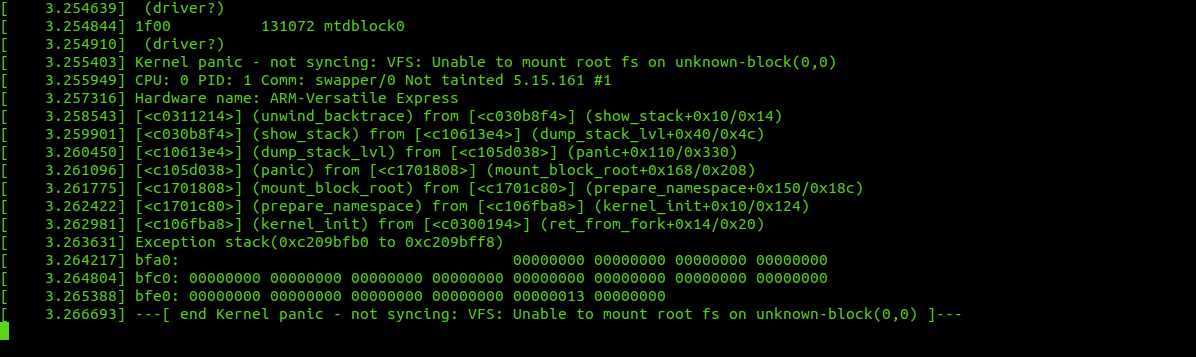 [    3.254639]  (driver?)
[    3.254844] 1f00          131072 mtdblock0
[    3.254910]  (driver?)
[    3.255403] Kernel panic - not syncing: VFS: Unable to mount root fs on unknown-block(0,0)
[    3.255949] CPU: 0 PID: 1 Comm: swapper/0 Not tainted 5.15.161 #1
[    3.257316] Hardware name: ARM-Versatile Express
[    3.258543] [<c0311214>] (unwind_backtrace) from [<c030b8f4>] (show_stack+0x10/0x14)
[    3.259901] [<c030b8f4>] (show_stack) from [<c10613e4>] (dump_stack_lvl+0x40/0x4c)
[    3.260450] [<c10613e4>] (dump_stack_lvl) from [<c105d038>] (panic+0x110/0x330)
[    3.261096] [<c105d038>] (panic) from [<c1701808>] (mount_block_root+0x168/0x208)
[    3.261775] [<c1701808>] (mount_block_root) from [<c1701c80>] (prepare_namespace+0x150/0x18c)
[    3.262422] [<c1701c80>] (prepare_namespace) from [<c106fba8>] (kernel_init+0x10/0x124)
[    3.262981] [<c106fba8>] (kernel_init) from [<c0300194>] (ret_from_fork+0x14/0x20)
[    3.263631] Exception stack(0xc209bfb0 to 0xc209bff8)
[    3.264217] bfa0:                                     00000000 00000000 00000000 00000000
[    3.264804] bfc0: 00000000 00000000 00000000 00000000 00000000 00000000 00000000 00000000
[    3.265388] bfe0: 00000000 00000000 00000000 00000000 00000013 00000000
[    3.266693] ---[ end Kernel panic - not syncing: VFS: Unable to mount root fs on unknown-block(0,0) ]---